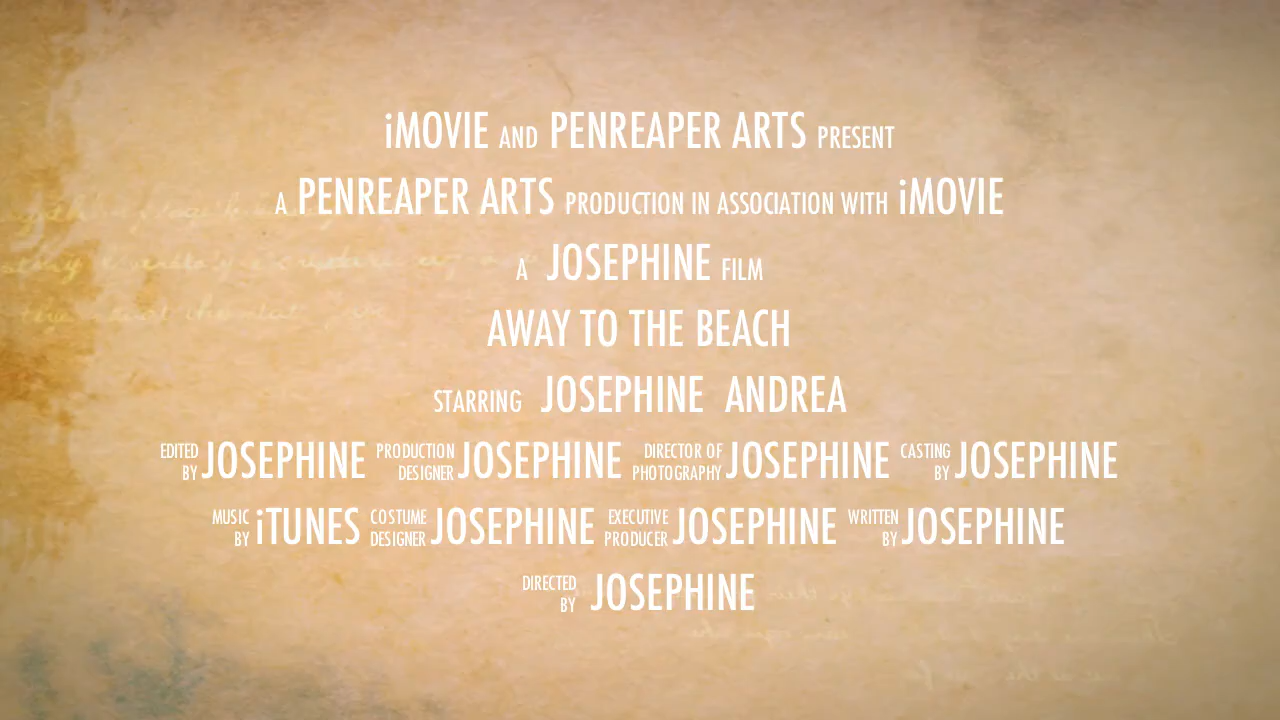 iMOVIE AND PENREAPER ARTS PRESENT
A PENREAPER ARTS PRODUCTION IN ASSOCIATION WITH iMOVIE
A JOSEPHINE FILM
AWAY TO THE BEACH
STARRING JOSEPHINE ANDREA
EDITED BY JOSEPHINE PRODUCTION DESIGNER JOSEPHINE DIRECTOR OF PHOTOGRAPHY JOSEPHINE CASTING BY JOSEPHINE
MUSIC BY iTUNES COSTUME DESIGNER JOSEPHINE EXECUTIVE PRODUCER JOSEPHINE WRITTEN BY JOSEPHINE
DIRECTED BY JOSEPHINE